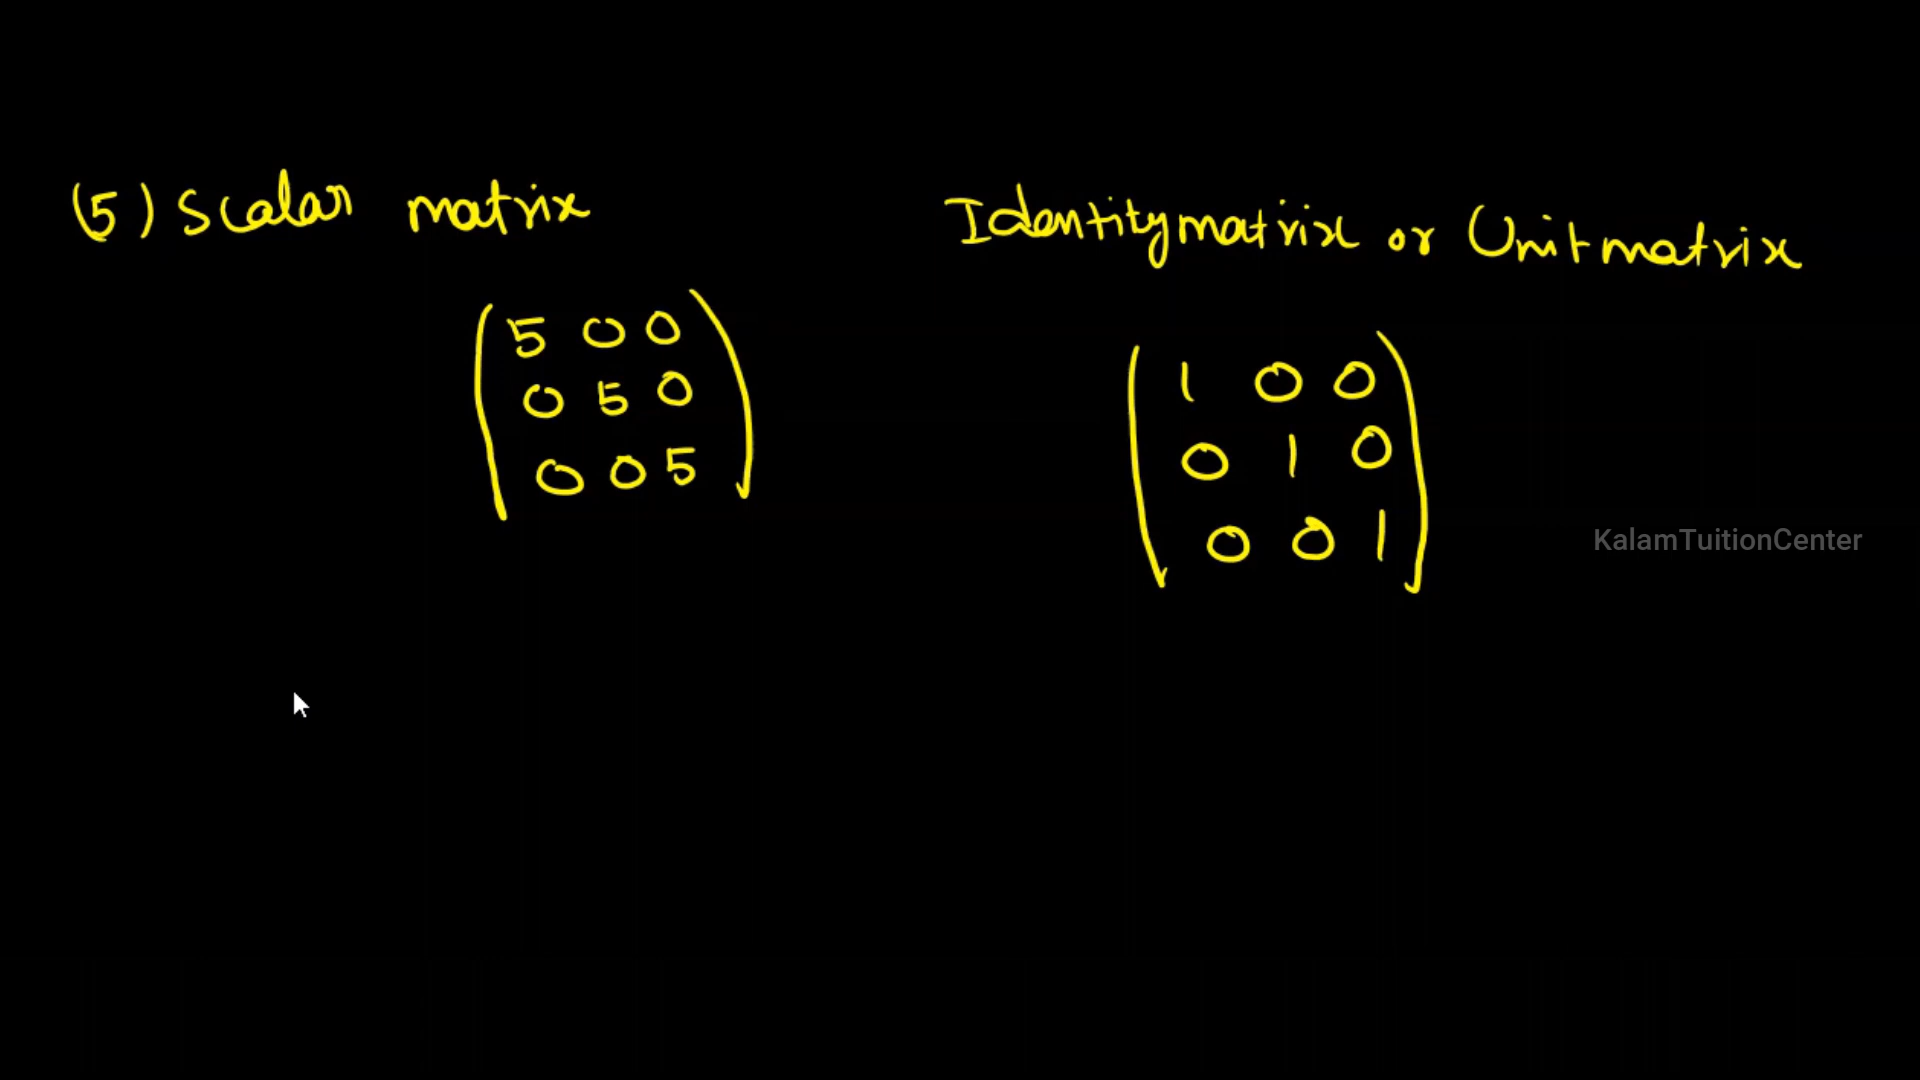 (5) Scalar matrix
5 0 0
0 5 0
0 0 5
Identity matrix or Unit matrix
1 0 0
0 1 0
0 0 1
KalamTuitionCenter